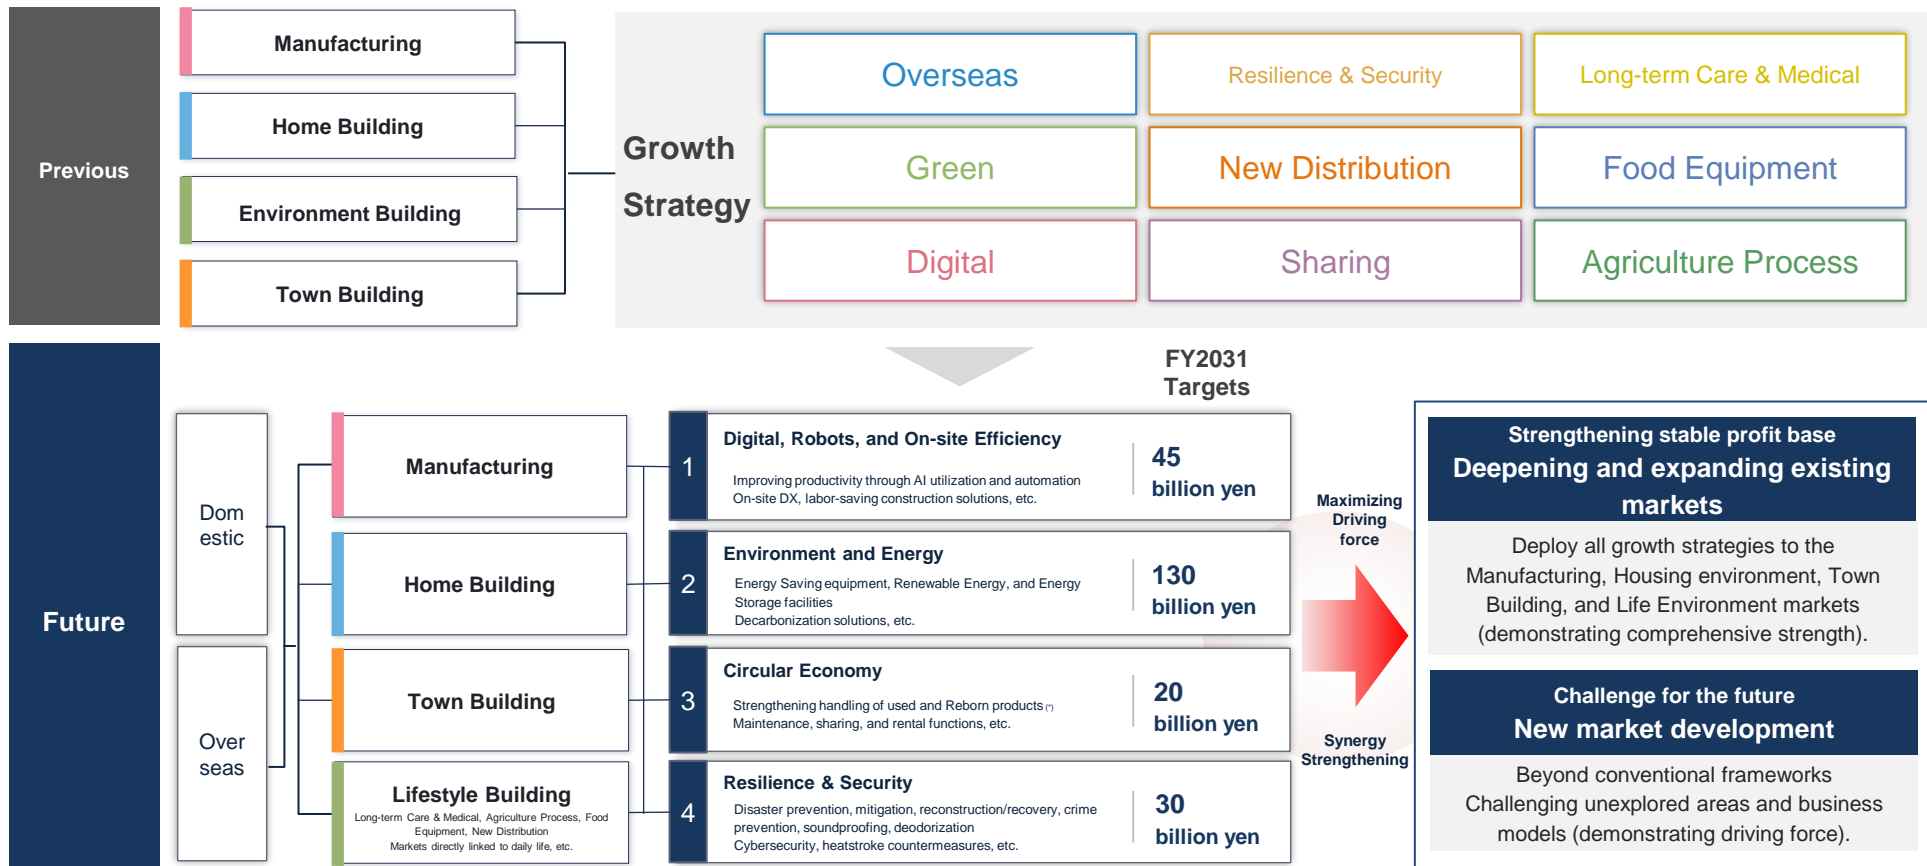 Previous
Manufacturing
Home Building
Environment Building
Town Building
Growth
Strategy
Overseas
Resilience & Security
Long-term Care & Medical
Green
New Distribution
Food Equipment
Digital
Sharing
Agriculture Process
Future
Dom
estic
Over
seas
Manufacturing
Home Building
Town Building
Lifestyle Building
Long-term Care & Medical, Agriculture Process, Food
Equipment, New Distribution
Markets directly linked to daily life, etc.
FY2031
Targets
1
Digital, Robots, and On-site Efficiency
Improving productivity through AI utilization and automation
On-site DX, labor-saving construction solutions, etc.
45
billion yen
2
Environment and Energy
Energy Saving equipment, Renewable Energy, and Energy
Storage facilities
Decarbonization solutions, etc.
130
billion yen
3
Circular Economy
Strengthening handling of used and Reborn products (*)
Maintenance, sharing, and rental functions, etc.
20
billion yen
4
Resilience & Security
Disaster prevention, mitigation, reconstruction/recovery, crime
prevention, soundproofing, deodorization
Cybersecurity, heatstroke countermeasures, etc.
30
billion yen
Maximizing
Driving
force
Synergy
Strengthening
Strengthening stable profit base
Deepening and expanding existing
markets
Deploy all growth strategies to the
Manufacturing, Housing environment, Town
Building, and Life Environment markets
(demonstrating comprehensive strength).
Challenge for the future
New market development
Beyond conventional frameworks
Challenging unexplored areas and business
models (demonstrating driving force).